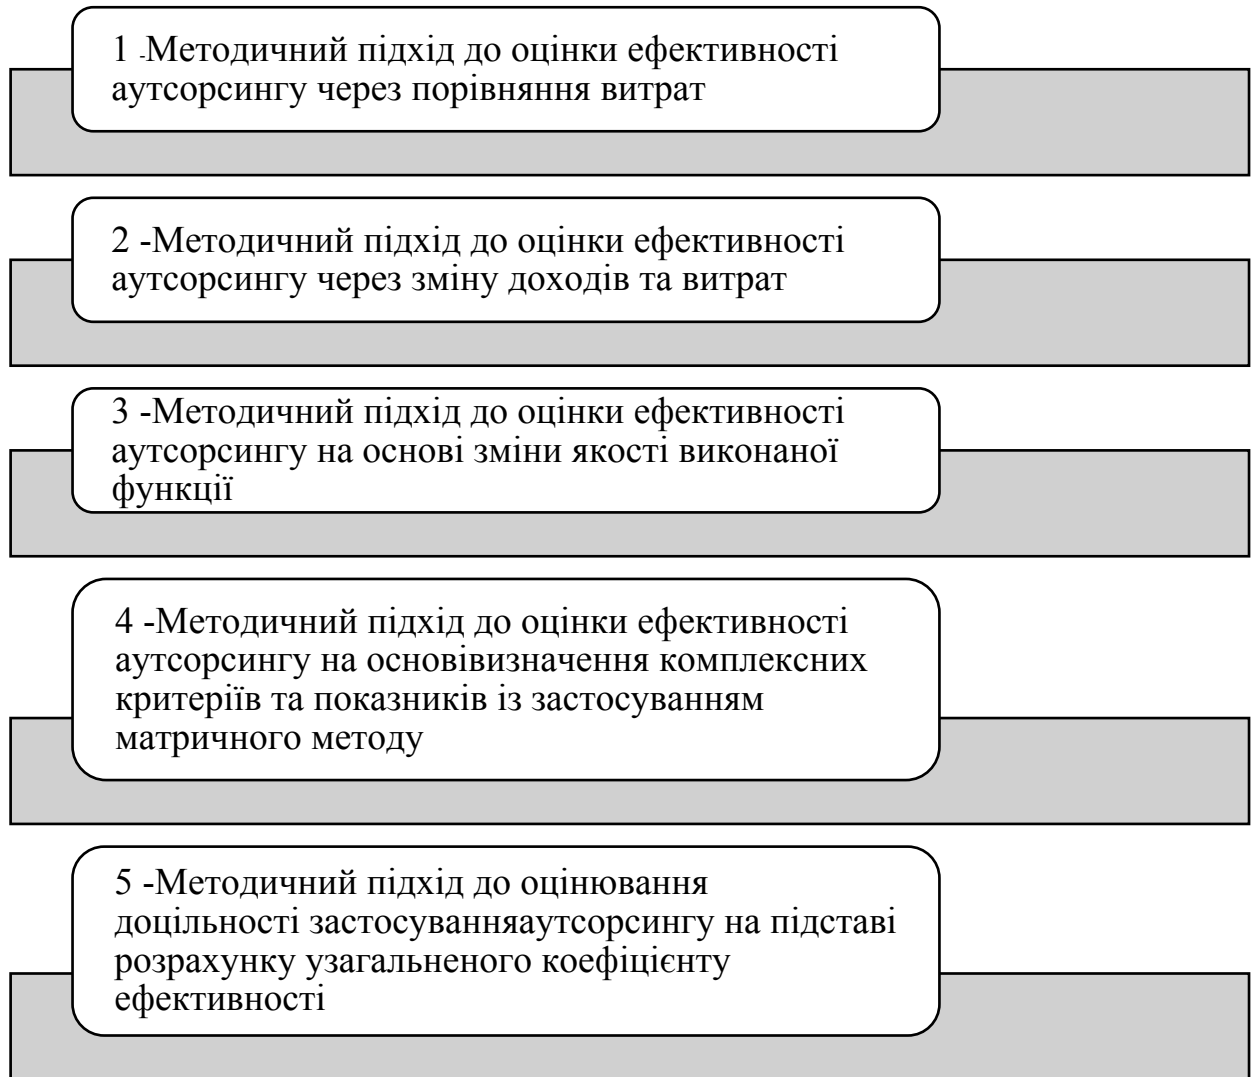 1 -Методичний підхід до оцінки ефективності
аутсорсингу через порівняння витрат
2 -Методичний підхід до оцінки ефективності
аутсорсингу через зміну доходів та витрат
3 -Методичний підхід до оцінки ефективності
аутсорсингу на основі зміни якості виконаної
функції
4 -Методичний підхід до оцінки ефективності
аутсорсингу на основівизначення комплексних
критеріїв та показників із застосуванням
матричного методу
5 -Методичний підхід до оцінювання
доцільності застосуванняаутсорсингу на підставі
розрахунку узагальненого коефіцієнту
ефективності